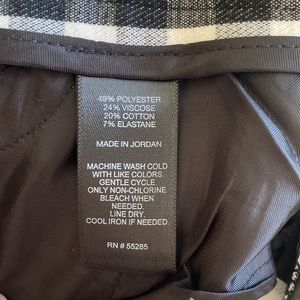 49% POLYESTER
24% VISCOSE
20% COTTON
7% ELASTANE
MADE IN JORDAN
MACHINE WASH COLD
WITH LIKE COLORS
GENTLE CYCLE
ONLY NON-CHLORINE
BLEACH WHEN
NEEDED.
LINE DRY.
COOL IRON IF NEEDED.
RN # 55285